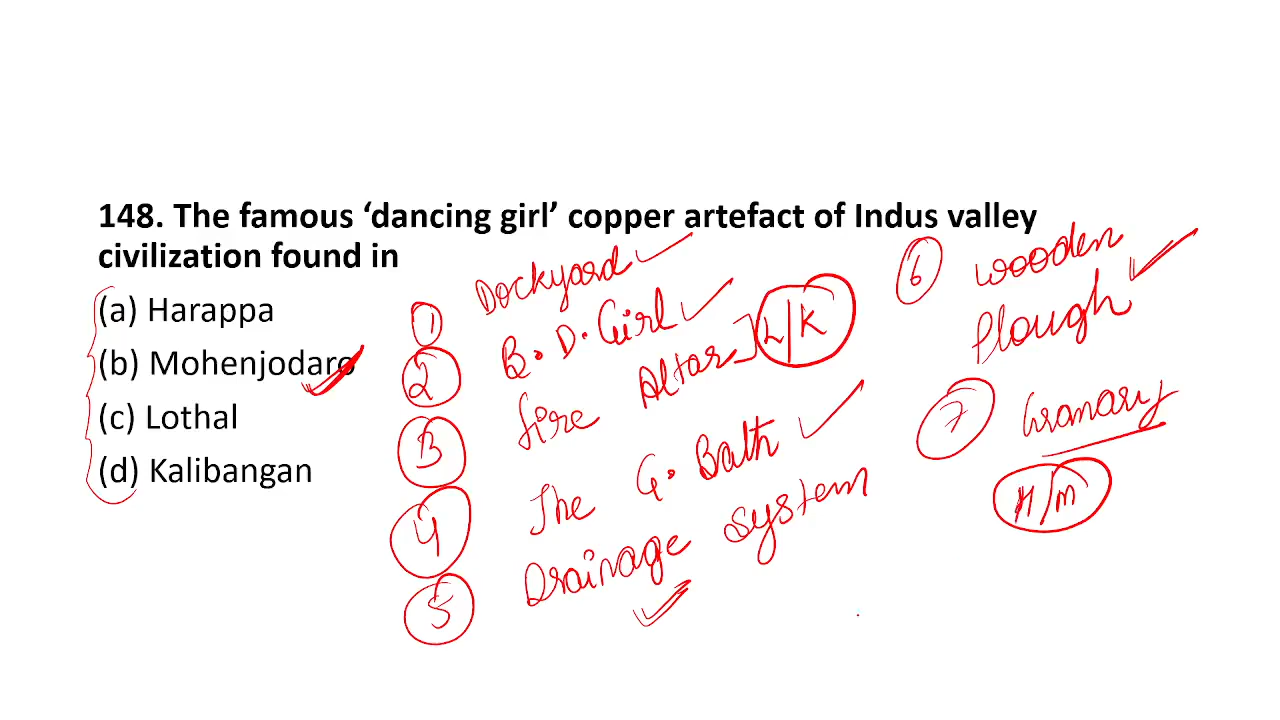 148. The famous ‘dancing girl’ copper artefact of Indus valley
civilization found in
(a) Harappa
(b) Mohenjodaro
(c) Lothal
(d) Kalibangan
1 Dockyard
2 B. D. Girl
3 fire Altar] L/K
4 The G. Bath
5 Drainage system
6 wooden
Plough
7 Granary
H/M